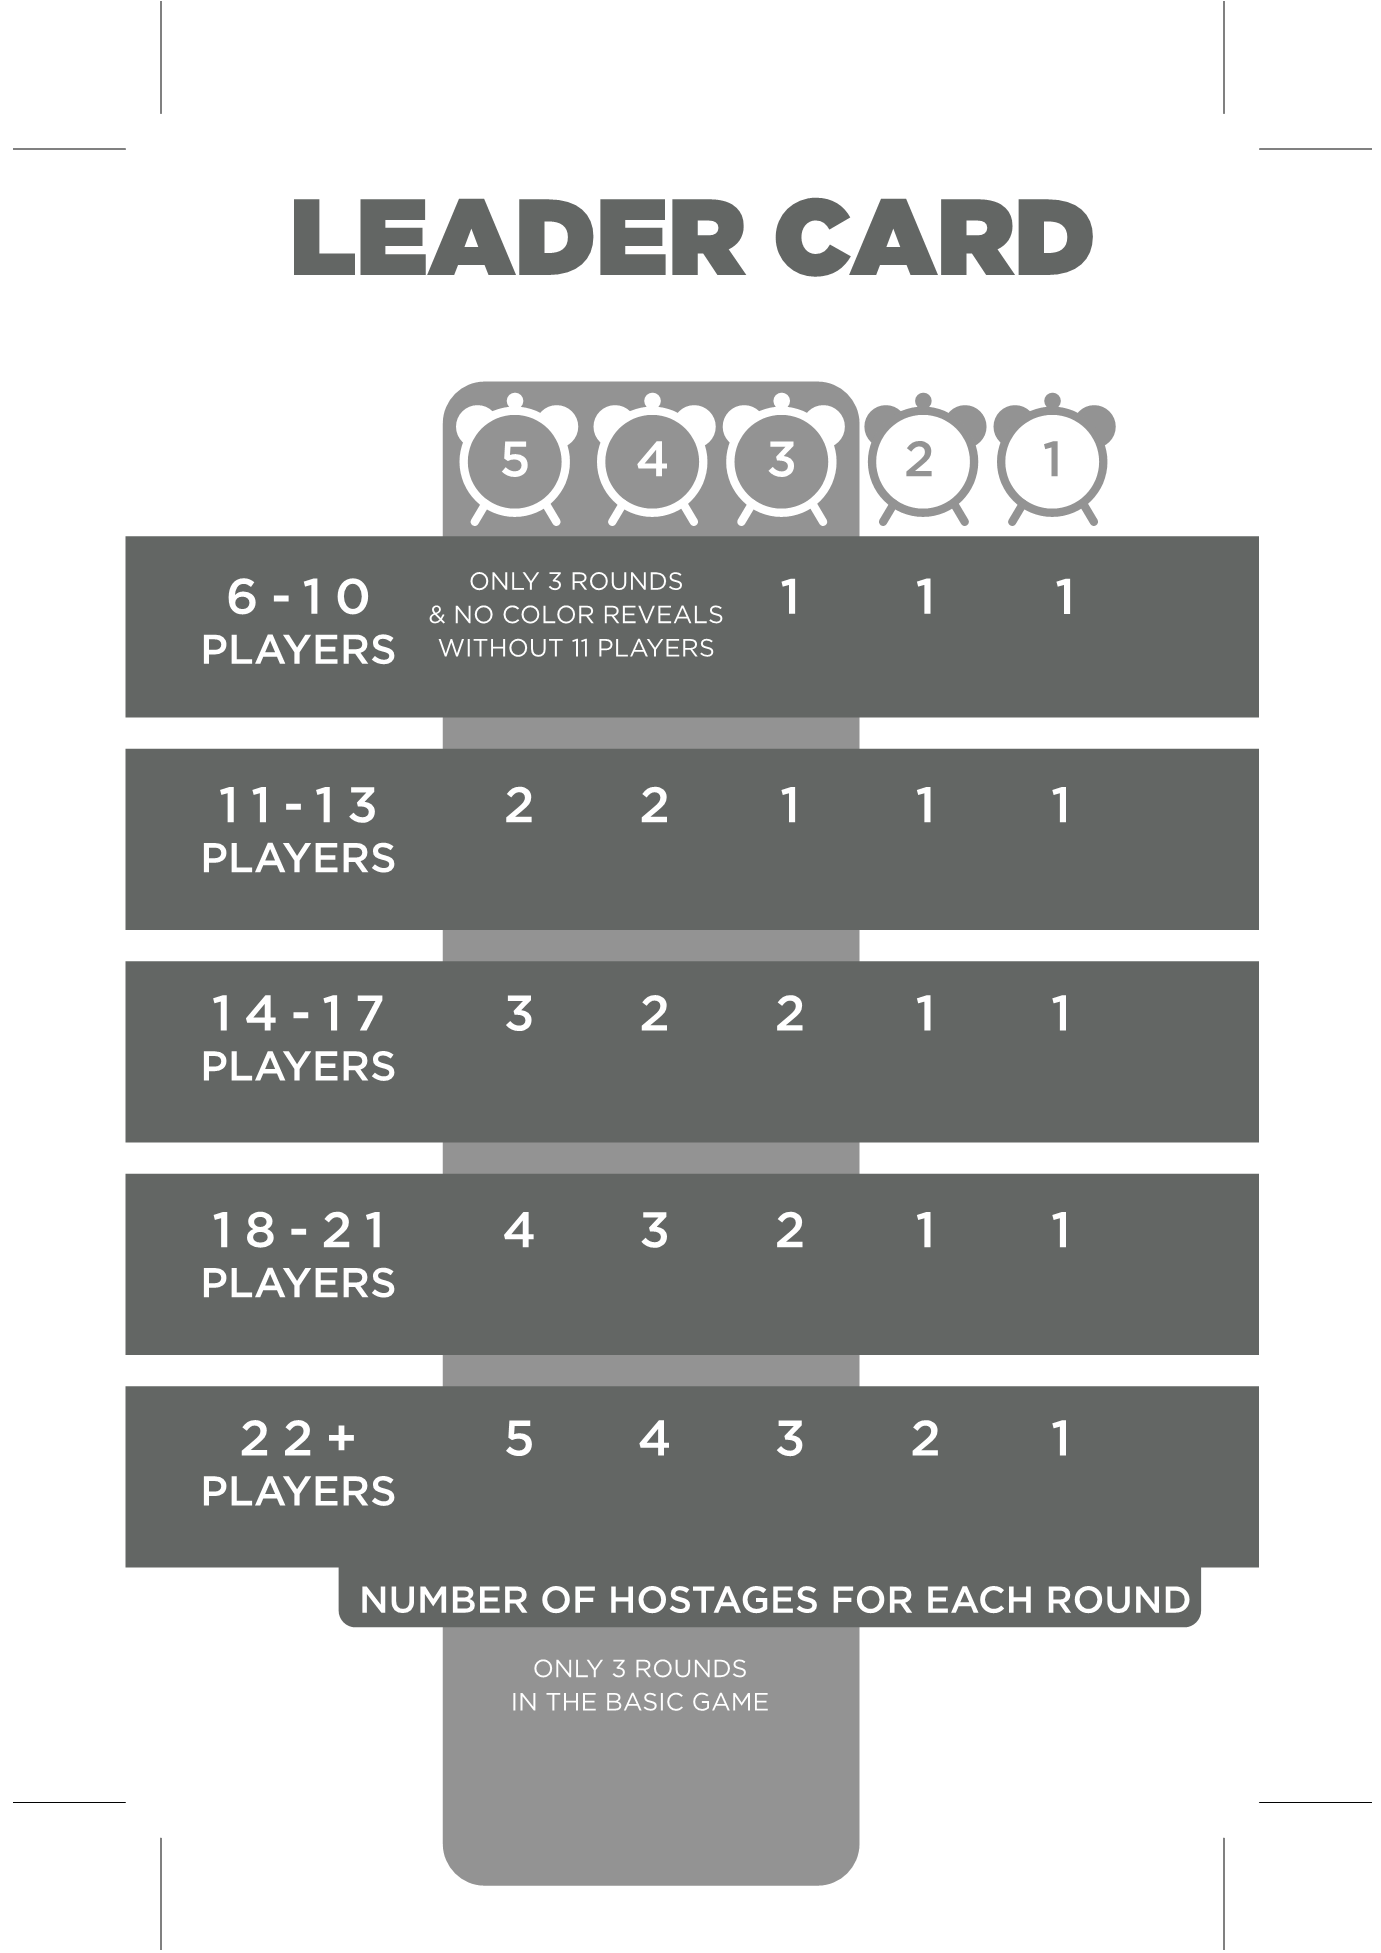 LEADER CARD
5 4 3 2 1
6-10 PLAYERS
ONLY 3 ROUNDS
& NO COLOR REVEALS
WITHOUT 11 PLAYERS
1 1 1
11-13 2 2 1 1 1
PLAYERS
14-17 3 2 2 1 1
PLAYERS
18-21 4 3 2 1 1
PLAYERS
22+ 5 4 3 2 1
PLAYERS
NUMBER OF HOSTAGES FOR EACH ROUND
ONLY 3 ROUNDS
IN THE BASIC GAME